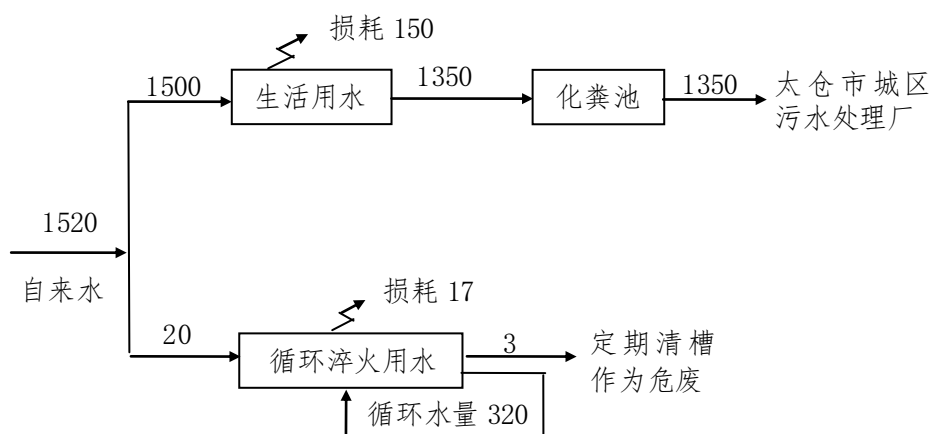 损耗 150
1500
生活用水
1350
化粪池
1350
太仓市城区
污水处理厂
1520
自来水
损耗 17
20
循环淬火用水
3
定期清槽
作为危废
循环水量 320